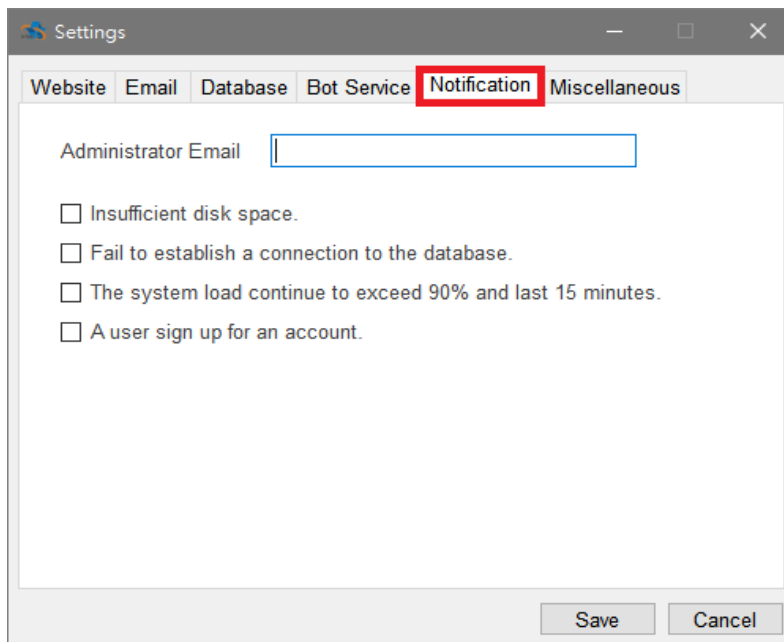 Settings
Website Email Database Bot Service Notification Miscellaneous
Administrator Email
Insufficient disk space.
Fail to establish a connection to the database.
The system load continue to exceed 90% and last 15 minutes.
A user sign up for an account.
Save Cancel